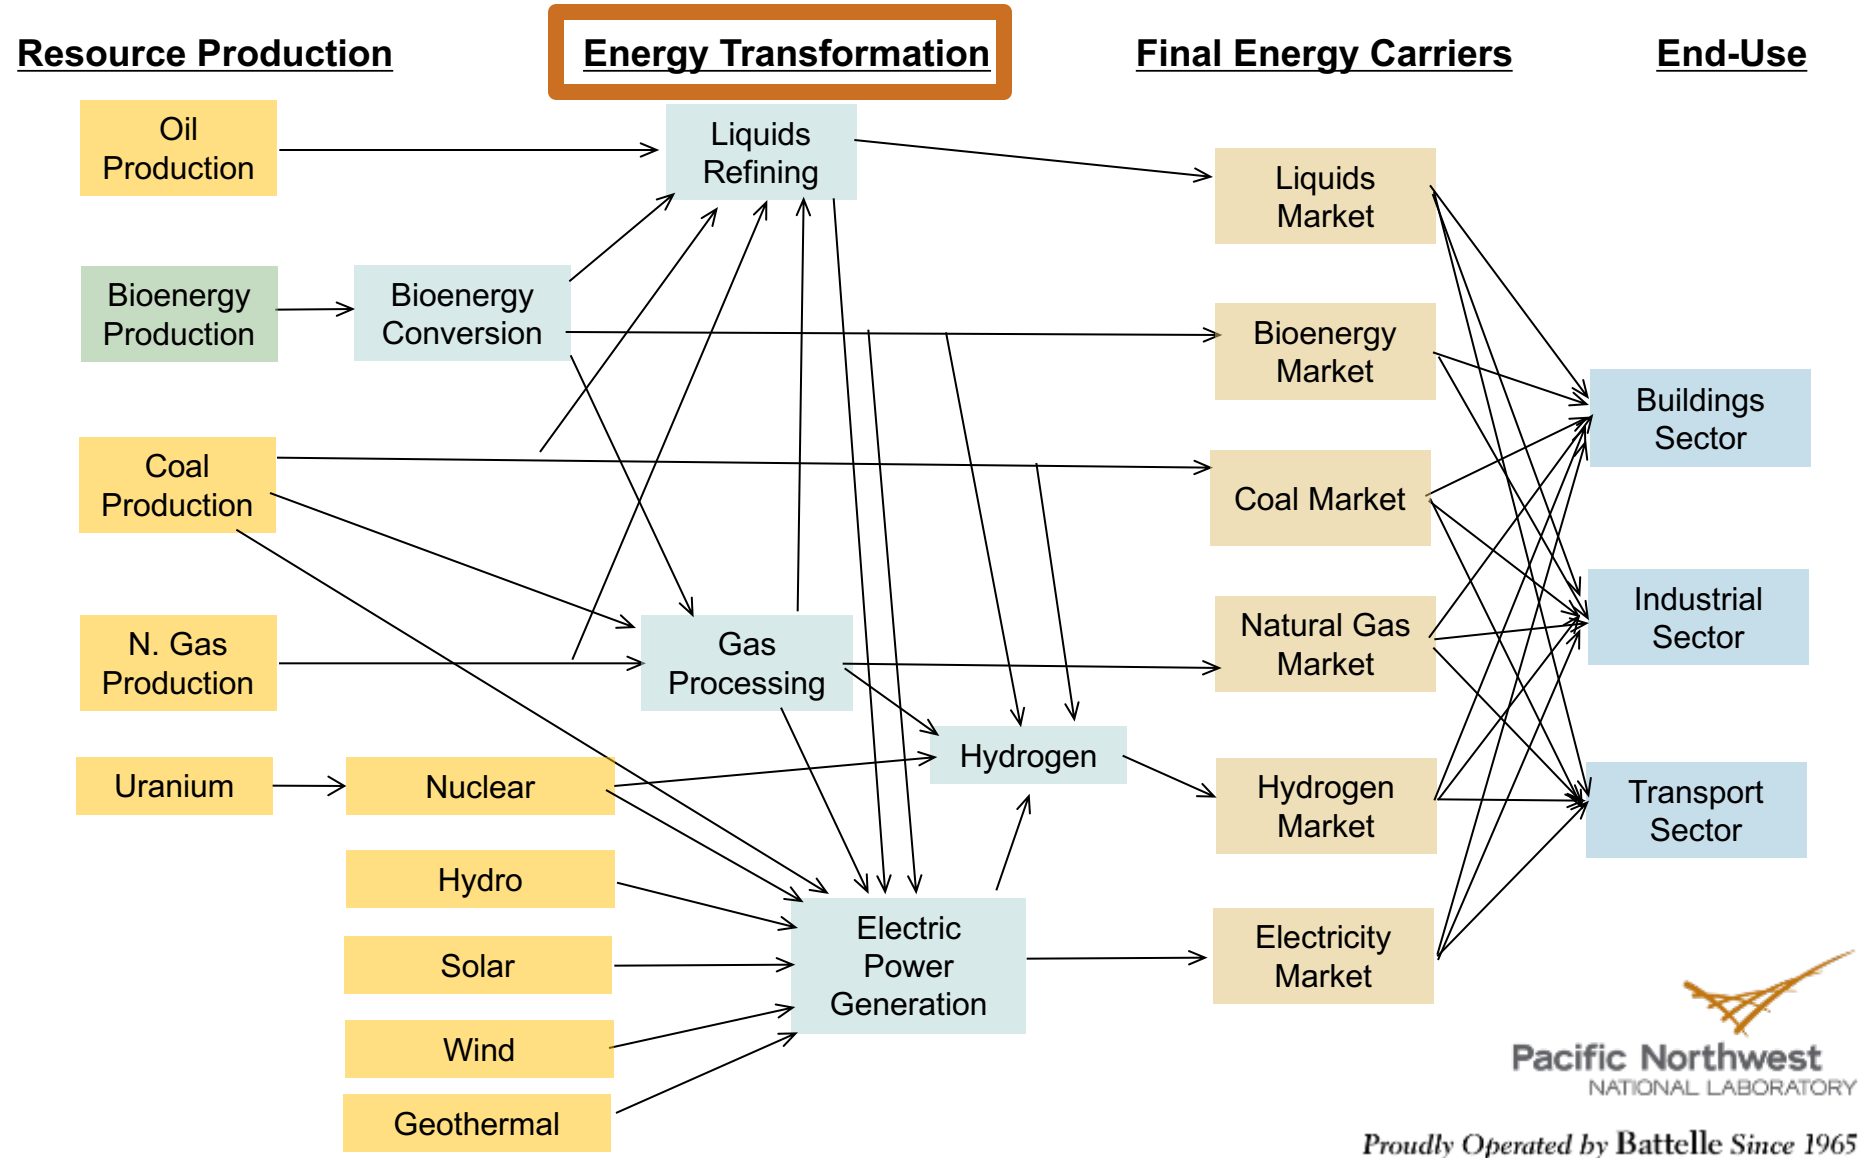 Resource Production
Energy Transformation
Final Energy Carriers
End-Use
Oil
Production
Liquids
Refining
Liquids
Market
Bioenergy
Production
Bioenergy
Conversion
Bioenergy
Market
Buildings
Sector
Coal
Production
Coal Market
Industrial
Sector
N. Gas
Production
Gas
Processing
Natural Gas
Market
Uranium
Nuclear
Hydrogen
Hydrogen
Market
Transport
Sector
Hydro
Solar
Wind
Geothermal
Electric
Power
Generation
Electricity
Market
Pacific Northwest
NATIONAL LABORATORY
Proudly Operated by Battelle Since 1965